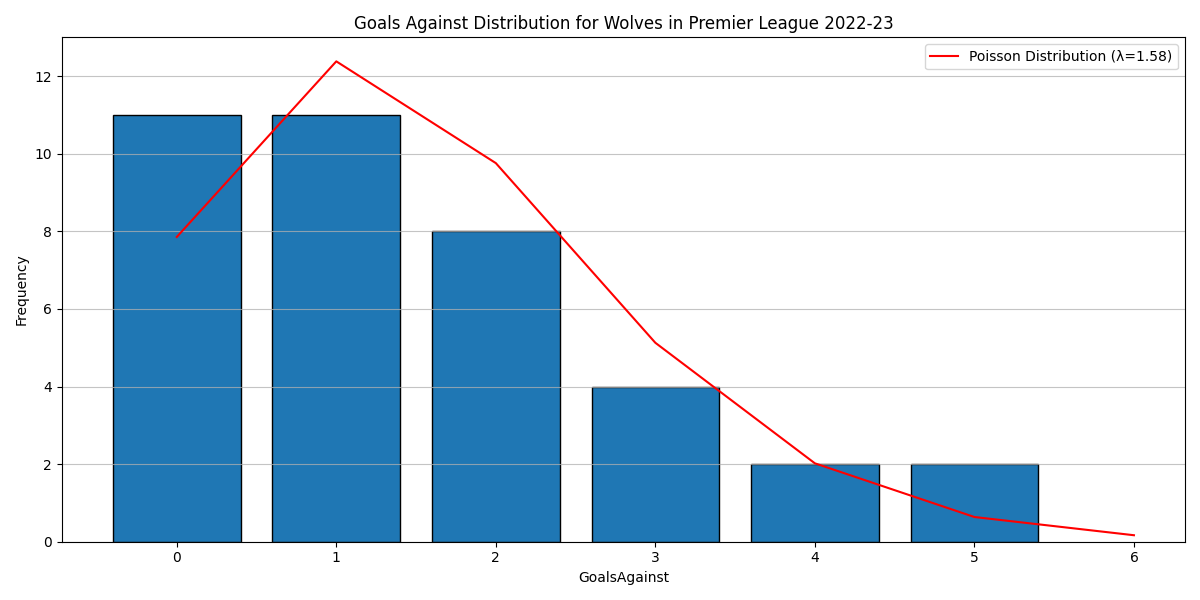 Goals Against Distribution for Wolves in Premier League 2022-23
Poisson Distribution (λ=1.58)
12
10
8
6
4
2
0
Frequency
0 1 2 3 4 5 6
GoalsAgainst